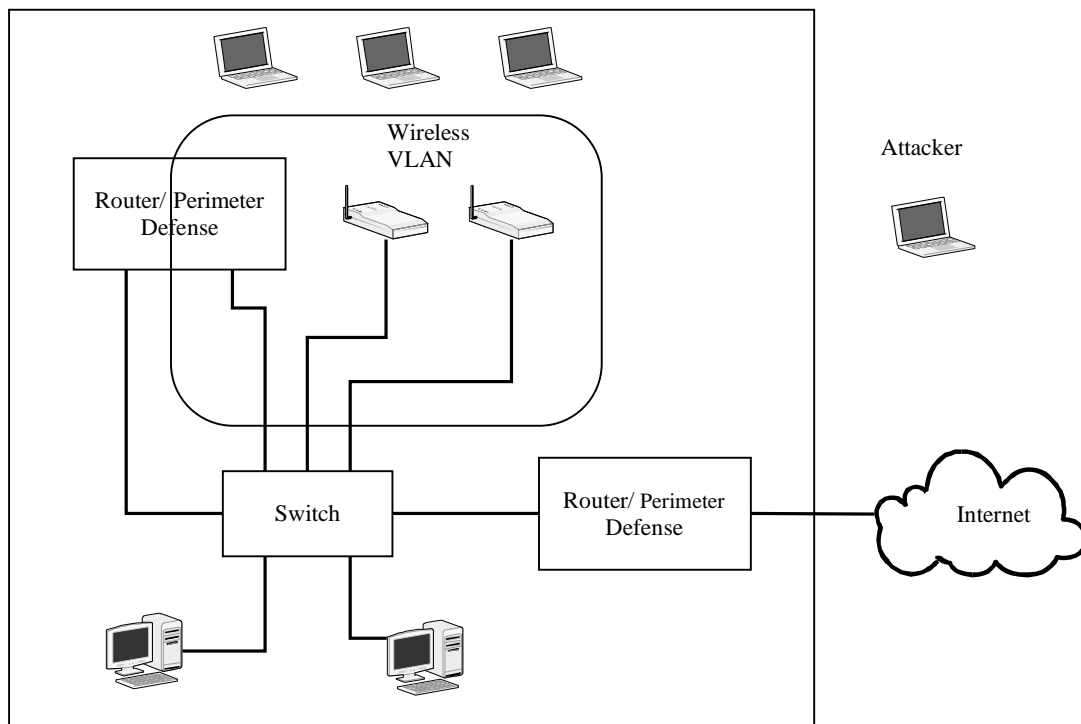 Wireless
VLAN
Attacker
Router/ Perimeter
Defense
Switch
Router/ Perimeter
Defense
Internet